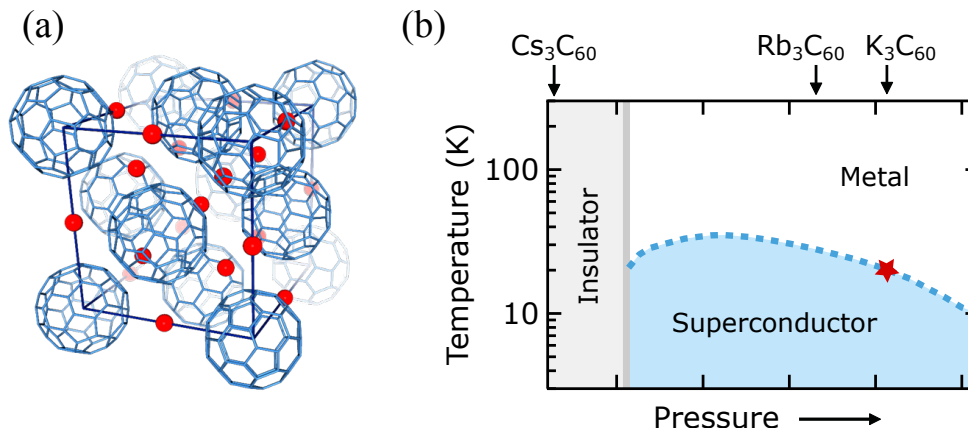 (a)
(b)
Cs₃C₆₀
Rb₃C₆₀
K₃C₆₀
Temperature (K)
100
10
Insulator
Metal
Superconductor
Pressure